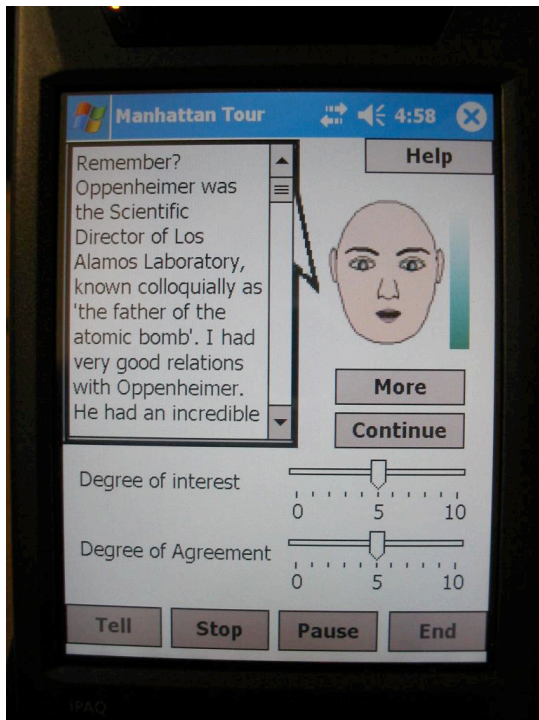 Manhattan Tour 4:58
Help
Remember?
Oppenheimer was
the Scientific
Director of Los
Alamos Laboratory,
known colloquially as
'the father of the
atomic bomb'. I had
very good relations
with Oppenheimer.
He had an incredible
More
Continue
Degree of interest
0 5 10
Degree of Agreement
0 5 10
Tell Stop Pause End
iPAQ